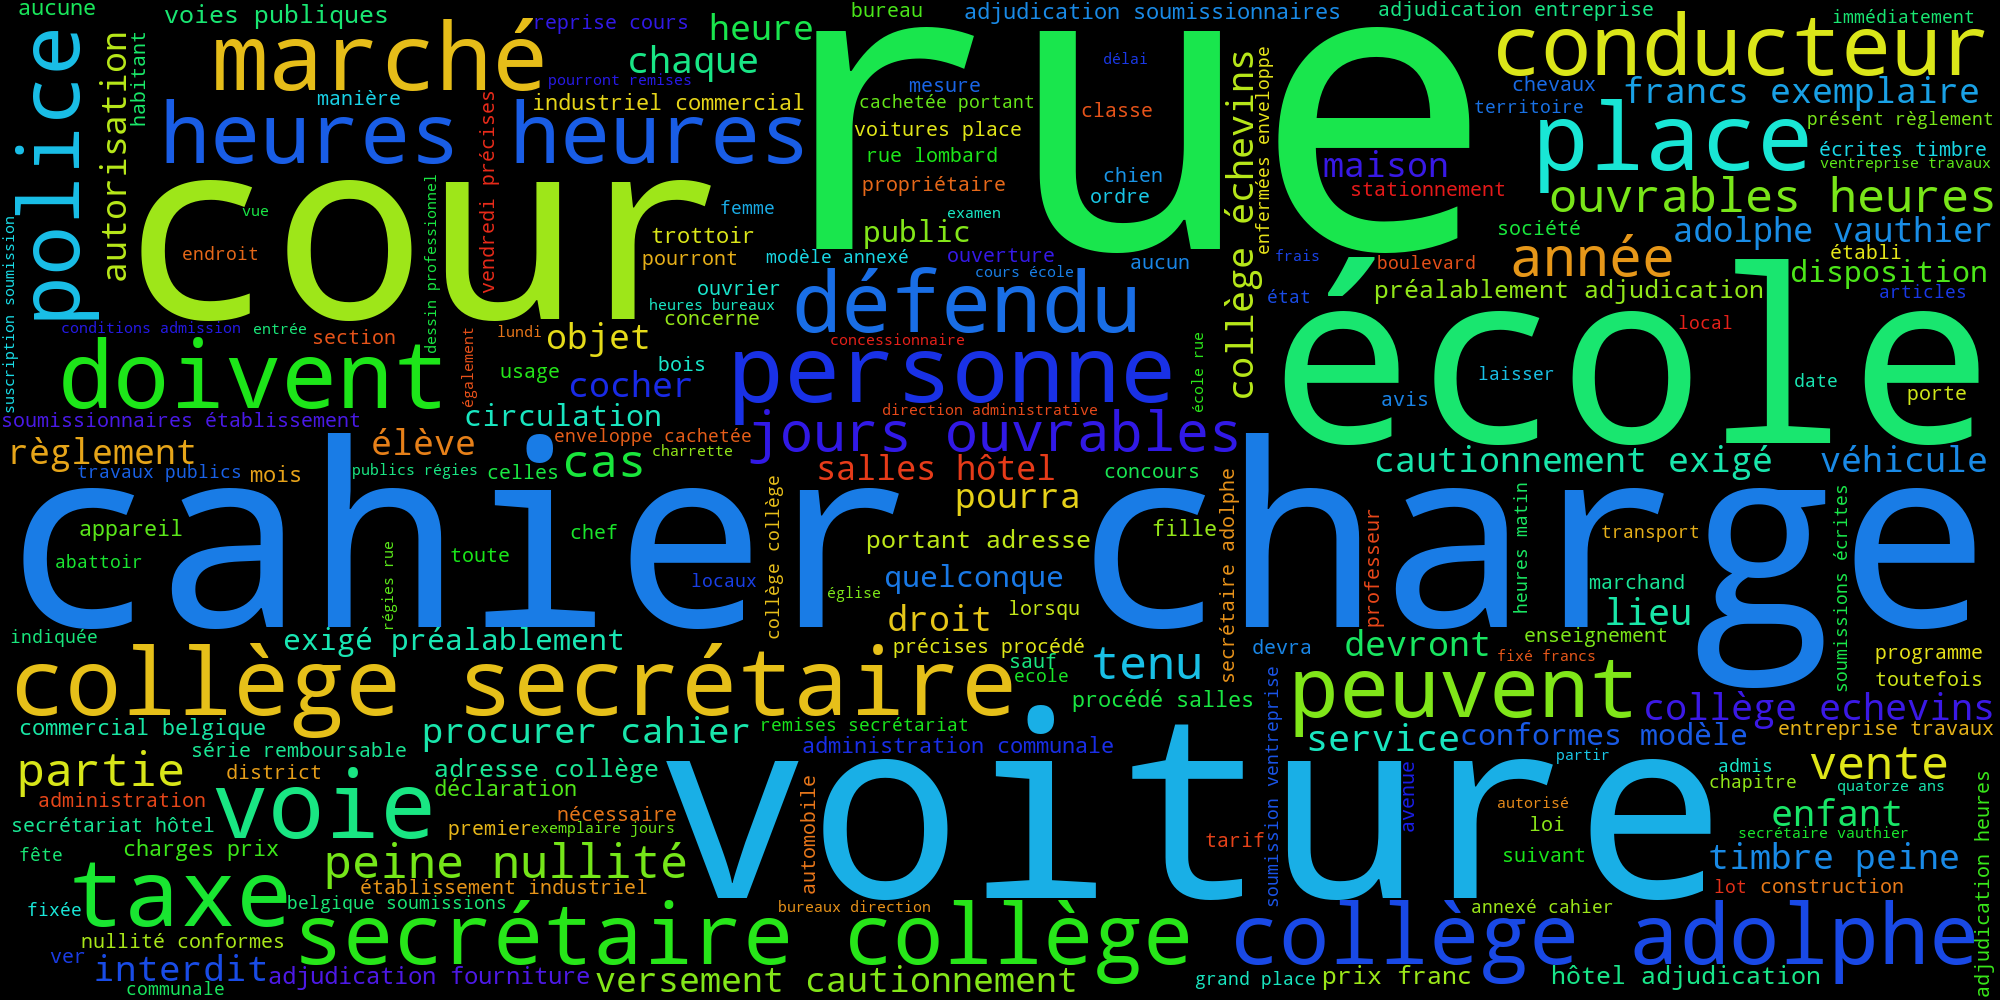 aucune
voies publiques
reprise cours
bureau
adjudication soumissionnaires
adjudication entreprise
immédiatement
police
autorisation
habitant
marché
heure
chaque
rue
conducteur
pourront remises
manière
industriel commercial
vendredi précises
heures heures
mesure
délai
cachetée portant
classe
voitures place
rue lombard
propriétaire
chien
ordre
examen
public
collège échevins
enfermées enveloppe
chevaux
francs exemplaire
territoire
place
présent règlement
écrites timbre
ventreprise travaux
maison
stationnement
ouvrables heures
société
adolphe vauthier
année
établi
disposition
boulevard
frais
état
préalablement adjudication
articles
cour
vue
endroit
dessin professionnel
femme
trottoir
pourront
modèle annexé
ouverture
cours école
aucun
ouvrier
heures bureaux
concerne
défendu
école
local
laisser
date
avis
porte
suscription soumission
conditions admission
entrée
section
également
lundi
objet
usage
bois
cocher
concessionnaire
personne
école rue
doivent
soumissionnaires établissement
circulation
direction administrative
jours ouvrables
règlement
élève
enveloppe cachetée
charrette
cas
travaux publics
mois
publics régies
celles
salles hôtel
concours
cautionnement exigé
véhicule
cahier charge
pourra
collège collège
secrétaire adolphe
appareil
abattoir
régies rue
toute
chef
locaux
portant adresse
fille
quelconque
église
professeur
heures matin
transport
soumissions écrites
marchand
lieu
droit
lorsqu
indiquée
exigé préalablement
précises procédé
sauf
ecole
devra
devront
enseignement
fixé francs
programme
toutefois
collège secrétaire
tenu
peuvent
procédé salles
collège echevins
commercial belgique
procurer cahier
remises secrétariat
administration communale
service
conformes modèle
entreprise travaux
série remboursable
partie
district
adresse collège
déclaration
voiture
soumission ventreprise
partir
admis
chapitre
vente
quatorze ans
administration
voie
nécessaire
automobile
avenue
autorisé
loi
enfant
secrétariat hôtel
premier
exemplaire jours
tarif
secrétaire vauthier
fête
charges prix
peine nullité
suivant
timbre peine
adjudication heures
taxe
établissement industriel
lot
construction
fixée
belgique soumissions
bureaux direction
annexé cahier
secrétaire collège
collège adolphe
nullité conformes
ver
interdit
adjudication fourniture
versement cautionnement
grand place
prix franc
hôtel adjudication
communale